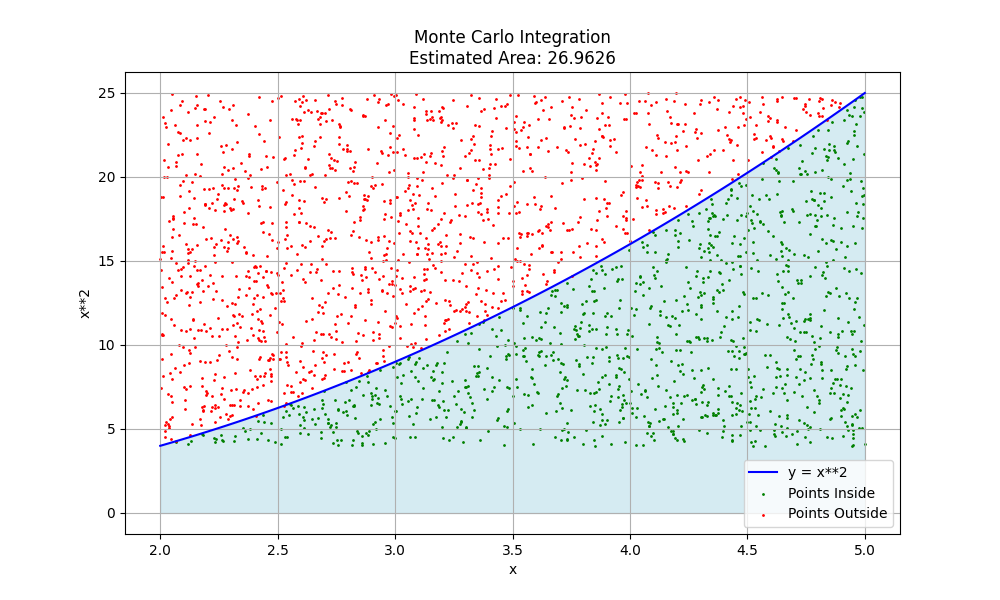 Monte Carlo Integration
Estimated Area: 26.9626
x**2
25
20
15
10
5
0
2.0 2.5 3.0 3.5 4.0 4.5 5.0
x
y = x**2
Points Inside
Points Outside